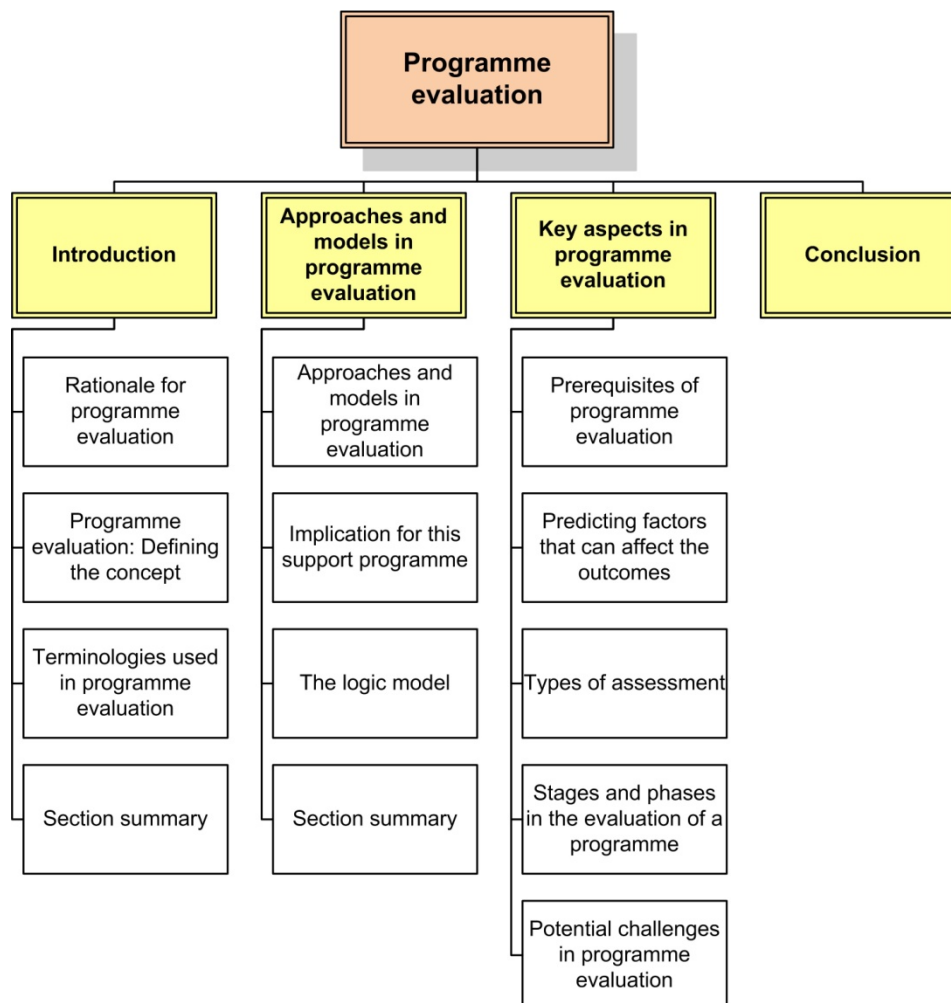 Programme
evaluation
Introduction
Approaches and
models in
programme
evaluation
Key aspects in
programme
evaluation
Conclusion
Rationale for
programme
evaluation
Programme
evaluation: Defining
the concept
Terminologies used
in programme
evaluation
Section summary
Approaches and
models in
programme
evaluation
Implication for this
support programme
The logic model
Section summary
Prerequisites of
programme
evaluation
Predicting factors
that can affect the
outcomes
Types of assessment
Stages and phases
in the evaluation of a
programme
Potential challenges
in programme
evaluation